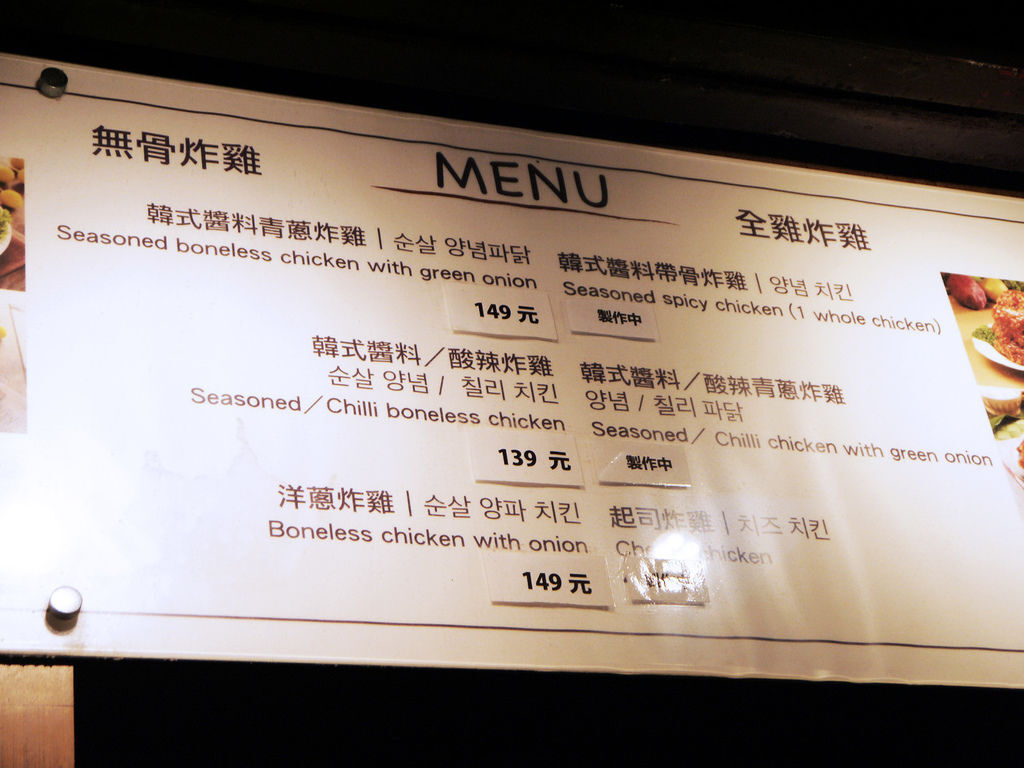 MENU
無骨炸雞
韓式醬料青蔥炸雞 | 순살 양념파닭
Seasoned boneless chicken with green onion
149 元
韓式醬料／酸辣炸雞
순살 양념 / 칠리 치킨
Seasoned／Chilli boneless chicken
139 元
洋蔥炸雞 | 순살 양파 치킨
Boneless chicken with onion
149 元
全雞炸雞
韓式醬料帶骨炸雞 | 양념 치킨
Seasoned spicy chicken (1 whole chicken)
製作中
韓式醬料／酸辣青蔥炸雞
양념 / 칠리 파닭
Seasoned／ Chilli chicken with green onion
製作中
起司炸雞 | 치즈 치킨
chicken